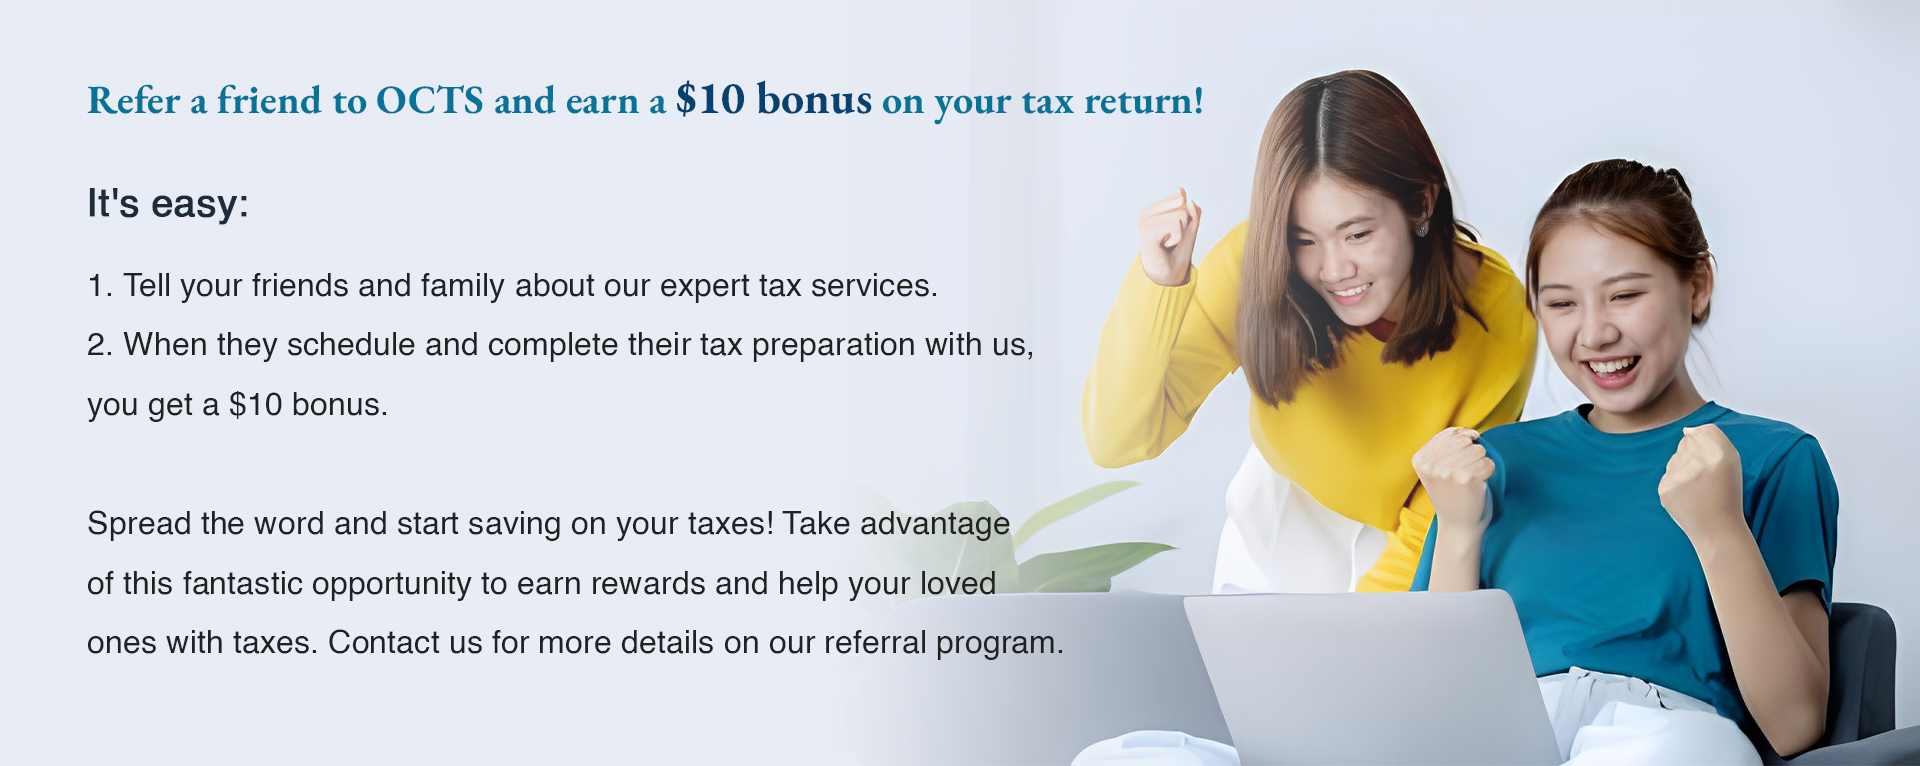 Refer a friend to OCTS and earn a $10 bonus on your tax return!
It's easy:
1. Tell your friends and family about our expert tax services.
2. When they schedule and complete their tax preparation with us,
you get a $10 bonus.
Spread the word and start saving on your taxes! Take advantage
of this fantastic opportunity to earn rewards and help your loved
ones with taxes. Contact us for more details on our referral program.